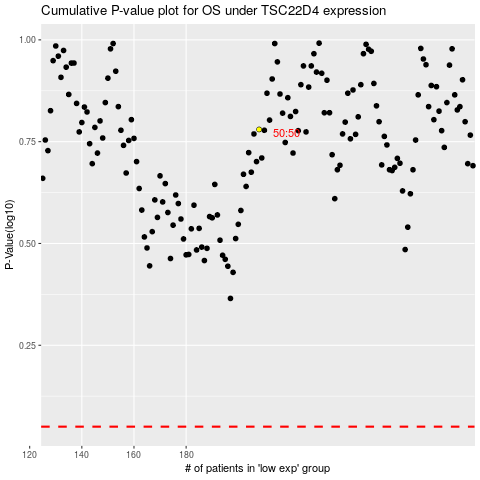 Cumulative P-value plot for OS under TSC22D4 expression
P-Value(log10)
1.00
0.75
0.50
0.25
50:50
120 140 160 180
# of patients in 'low exp' group